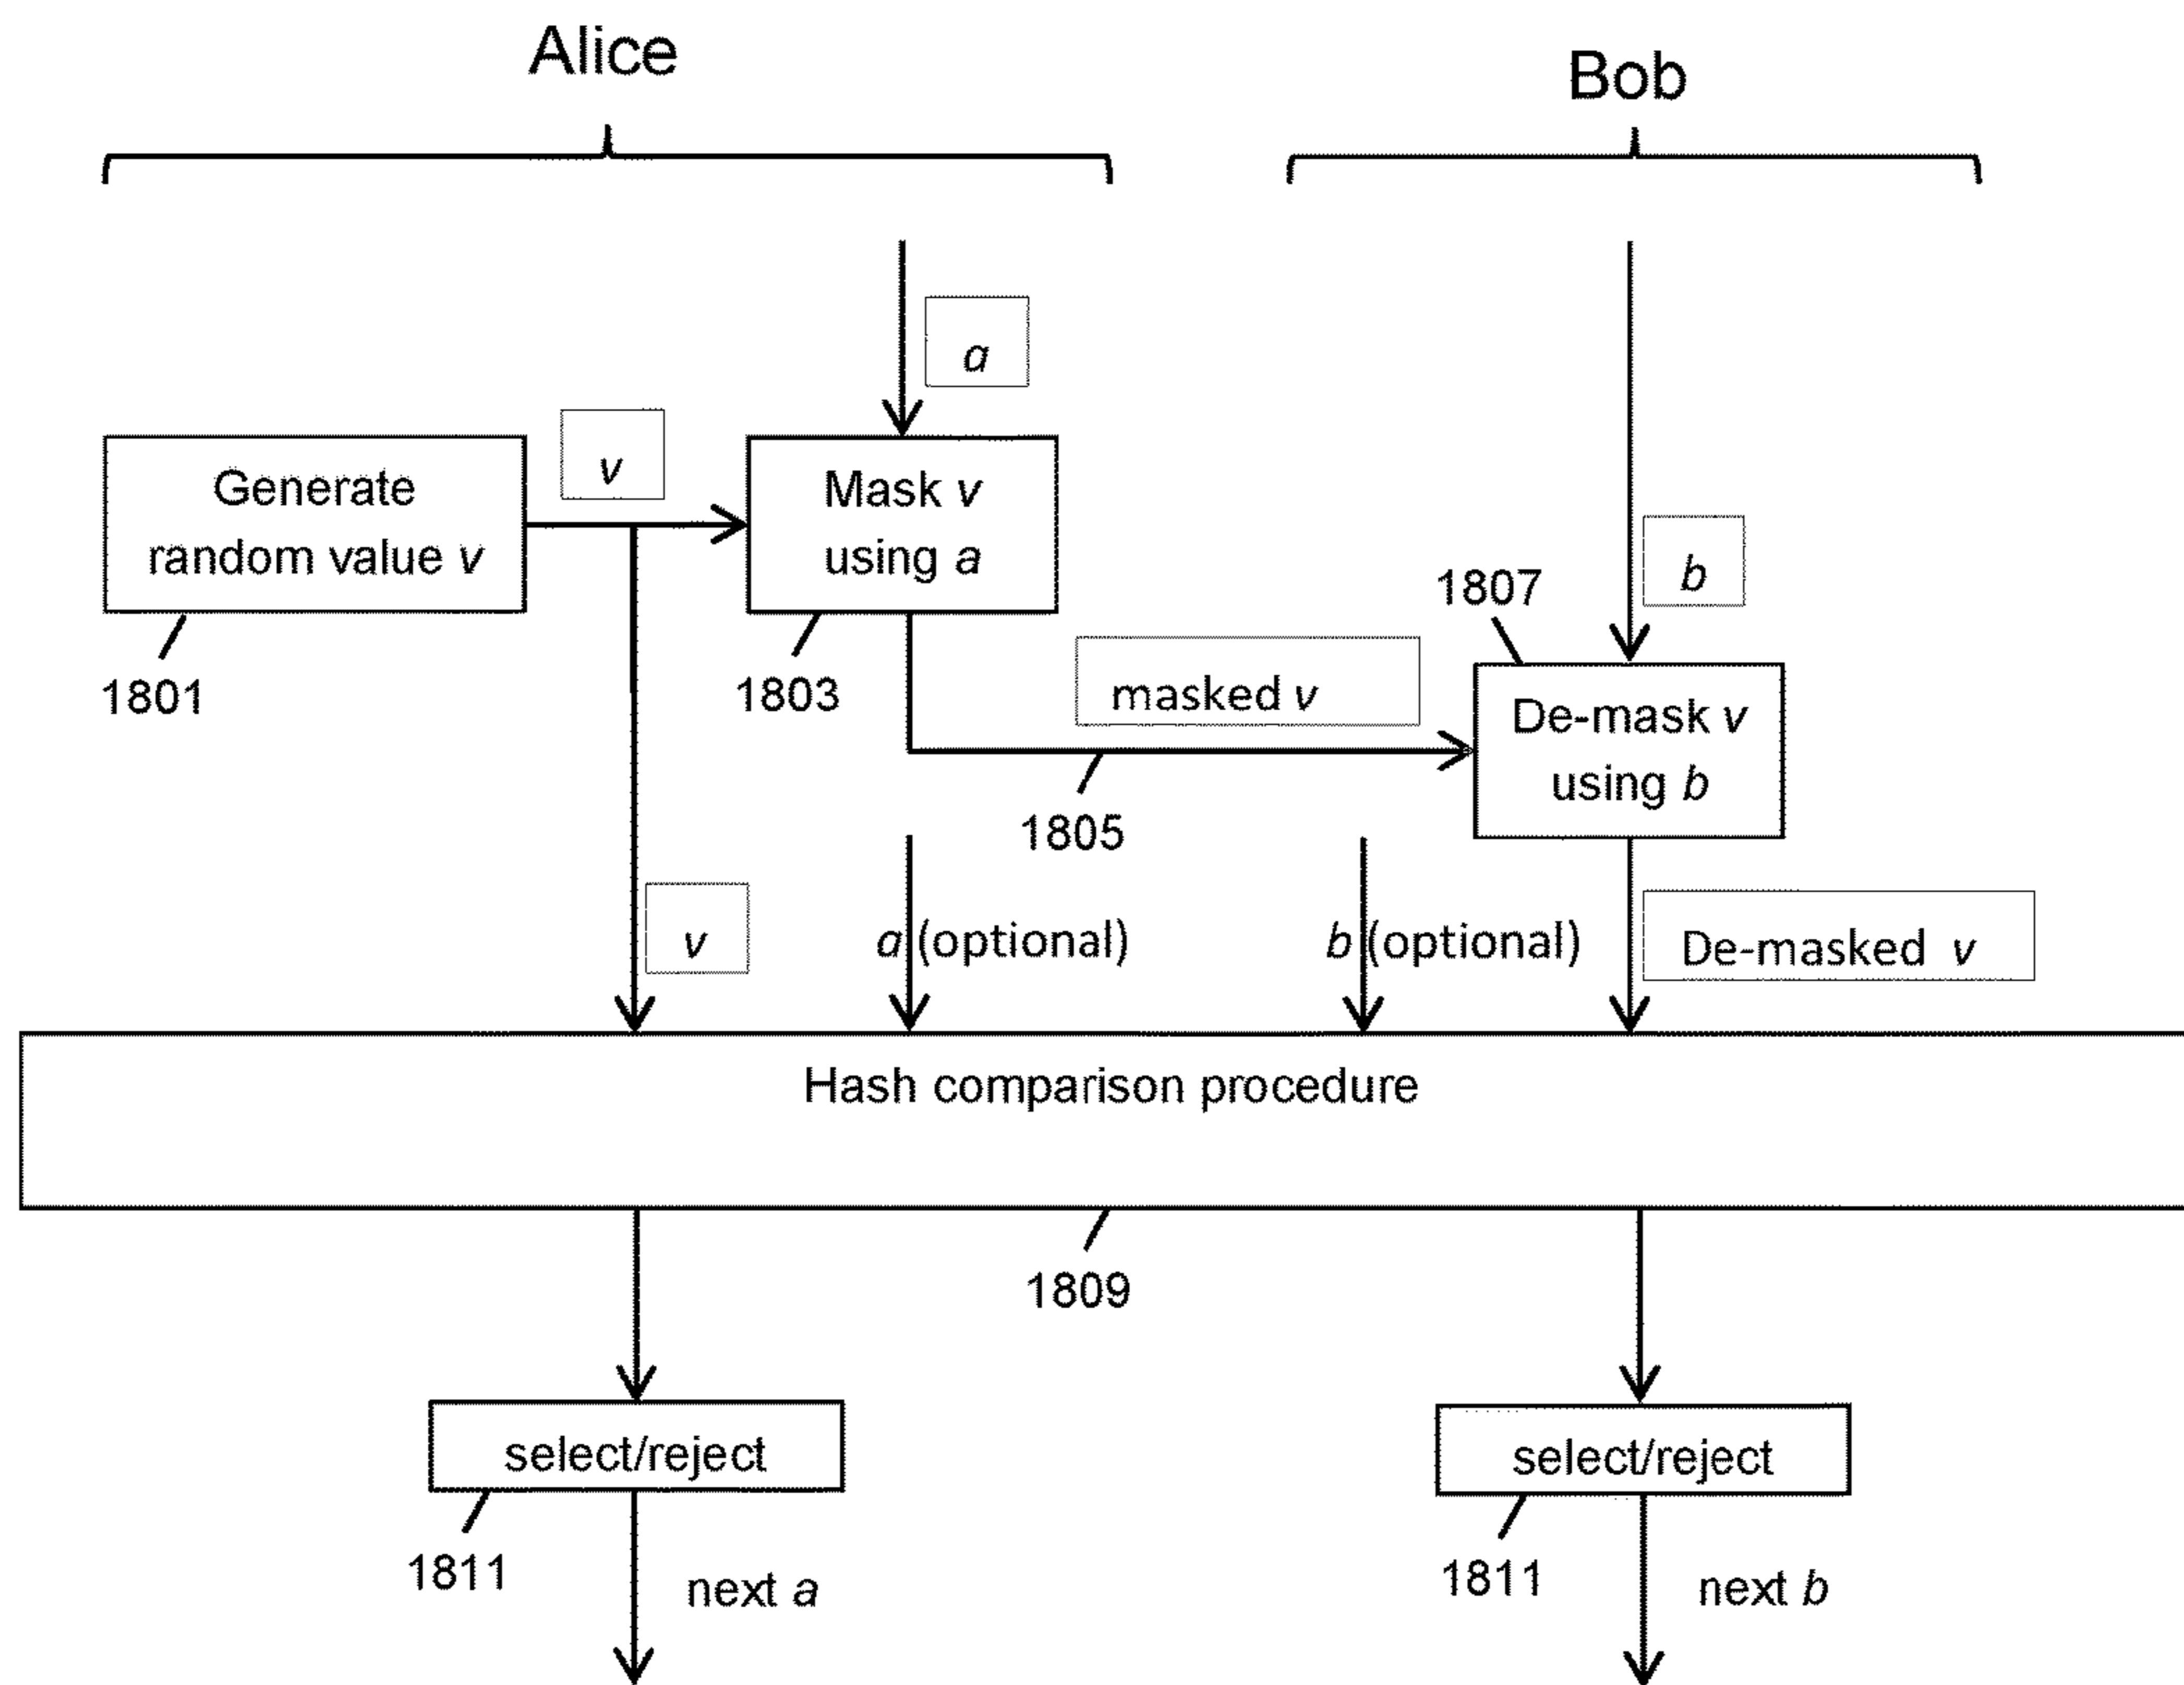 Alice
Bob
a
v
Generate
random value v
Mask v
using a
b
1807
1801
1803
masked v
De-mask v
using b
1805
v
a (optional)
b (optional)
De-masked v
Hash comparison procedure
1809
select/reject
select/reject
1811
next a
1811
next b